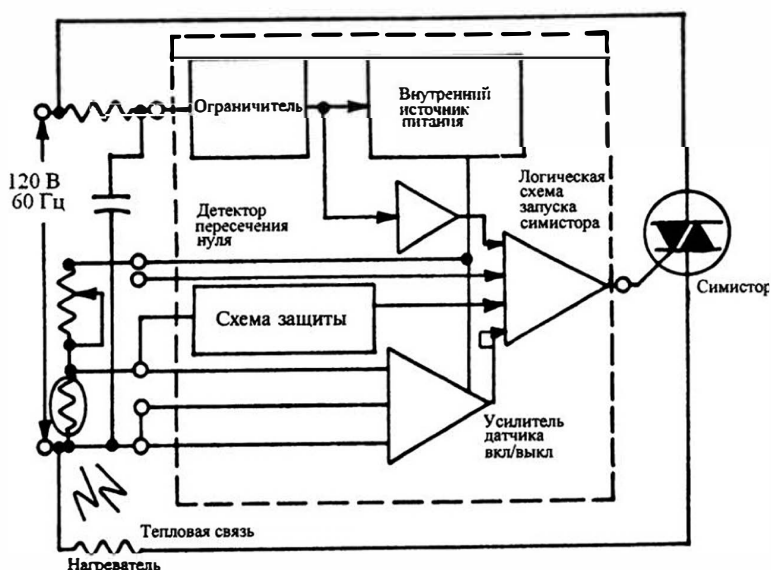 Ограничитель
Внутренний
источник
питания
120 В
60 Гц
Детектор
пересечения
нуля
Логическая
схема
запуска
симистора
Симистор
Схема защиты
Усилитель
датчика
вкл/выкл
Тепловая связь
Нагреватель